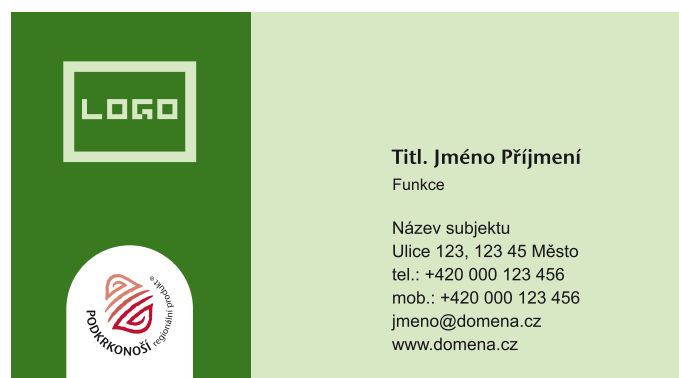 LOGO
PODKRKONOŠÍ regionální produkt®
Titl. Jméno Příjmení
Funkce
Název subjektu
Ulice 123, 123 45 Město
tel.: +420 000 123 456
mob.: +420 000 123 456
jmeno@domena.cz
www.domena.cz